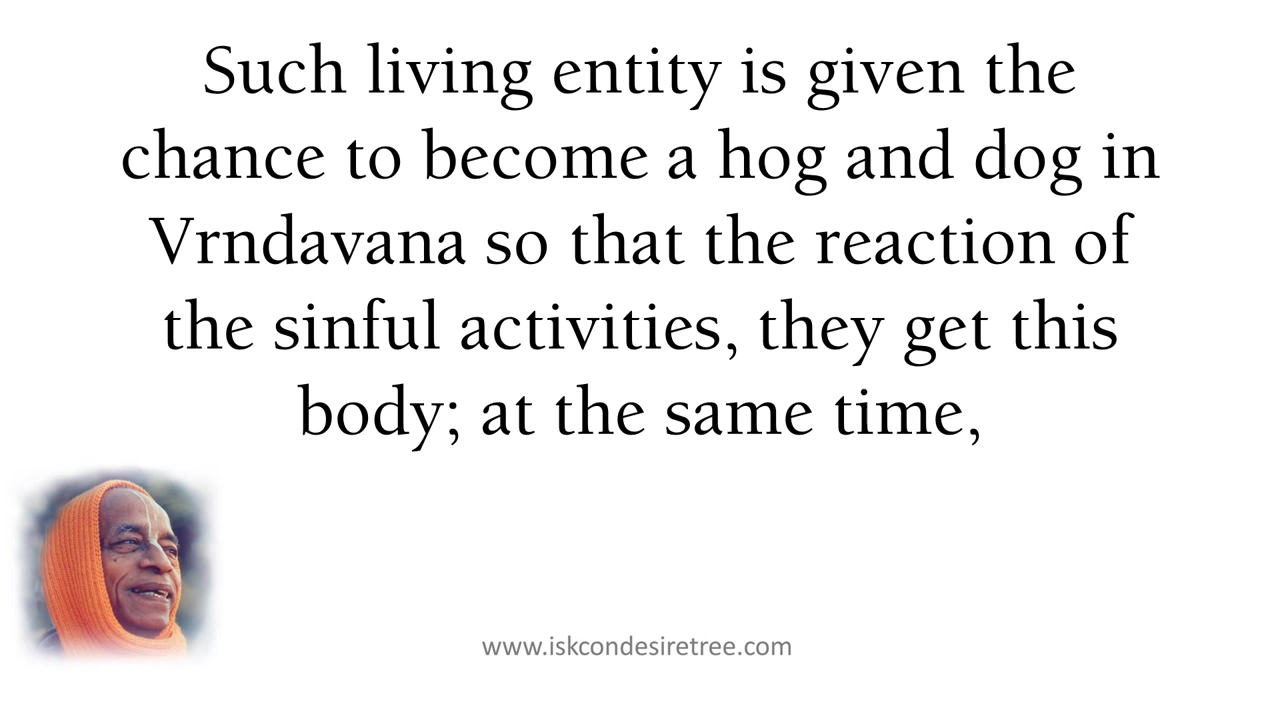 Such living entity is given the
chance to become a hog and dog in
Vrndavana so that the reaction of
the sinful activities, they get this
body; at the same time,
www.iskcondesiretree.com